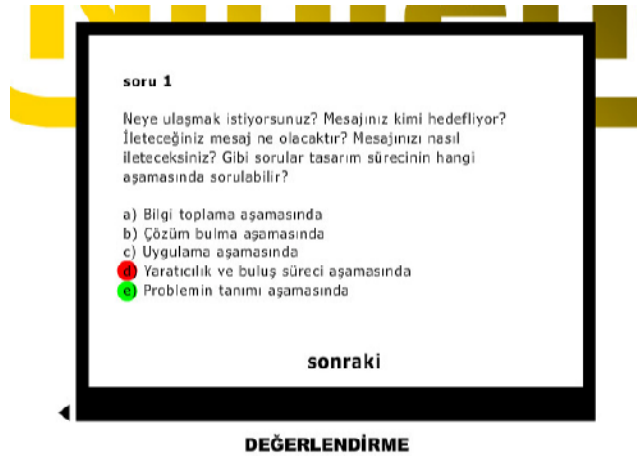 soru 1
Neye ulaşmak istiyorsunuz? Mesajınız kimi hedefliyor?
İleteceğiniz mesaj ne olacaktır? Mesajınızı nasıl
ileteceksiniz? Gibi sorular tasarım sürecinin hangi
aşamasında sorulabilir?
a) Bilgi toplama aşamasında
b) Çözüm bulma aşamasında
c) Uygulama aşamasında
d) Yaratıcılık ve buluş süreci aşamasında
e) Problemin tanımı aşamasında
sonraki
DEĞERLENDİRME